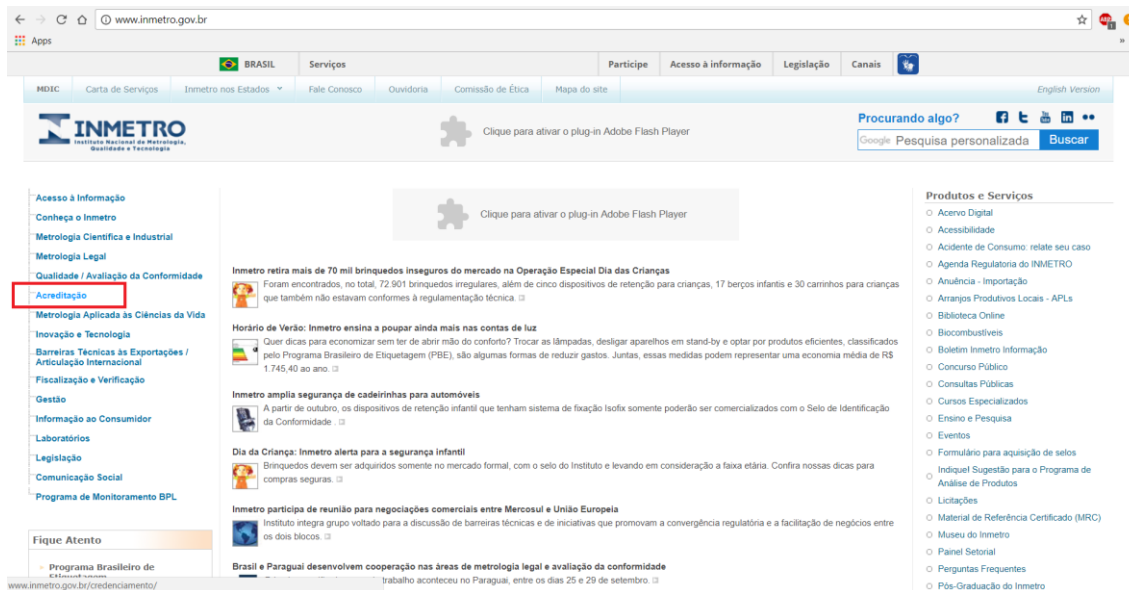 www.inmetro.gov.br
Apps
BRASIL Serviços Participe Acesso à informação Legislação Canais
MDIC Carta de Serviços Inmetro nos Estados Fale Conosco Ouvidoria Comissão de Ética Mapa do site English Version
INMETRO
Instituto Nacional de Metrologia,
Qualidade e Tecnologia
Clique para ativar o plug-in Adobe Flash Player
Procurando algo?
Google Pesquisa personalizada Buscar
Acesso à Informação
Conheça o Inmetro
Metrologia Científica e Industrial
Metrologia Legal
Qualidade / Avaliação da Conformidade
Acreditação
Metrologia Aplicada às Ciências da Vida
Inovação e Tecnologia
Barreiras Técnicas às Exportações /
Articulação Internacional
Fiscalização e Verificação
Gestão
Informação ao Consumidor
Laboratórios
Legislação
Comunicação Social
Programa de Monitoramento BPL
Fique Atento
Programa Brasileiro de
Etiquetagem
www.inmetro.gov.br/credenciamento/
Clique para ativar o plug-in Adobe Flash Player
Inmetro retira mais de 70 mil brinquedos inseguros do mercado na Operação Especial Dia das Crianças
Foram encontrados, no total, 72.901 brinquedos irregulares, além de cinco dispositivos de retenção para crianças, 17 berços infantis e 30 carrinhos para crianças
que também não estavam conformes à regulamentação técnica.
Horário de Verão: Inmetro ensina a poupar ainda mais nas contas de luz
Quer dicas para economizar sem ter de abrir mão do conforto? Trocar as lâmpadas, desligar aparelhos em stand-by e optar por produtos eficientes, classificados
pelo Programa Brasileiro de Etiquetagem (PBE), são algumas formas de reduzir gastos. Juntas, essas medidas podem representar uma economia média de R$
1.745,40 ao ano.
Inmetro amplia segurança de cadeirinhas para automóveis
A partir de outubro, os dispositivos de retenção infantil que tenham sistema de fixação Isofix somente poderão ser comercializados com o Selo de Identificação
da Conformidade .
Dia da Criança: Inmetro alerta para a segurança infantil
Brinquedos devem ser adquiridos somente no mercado formal, com o selo do Instituto e levando em consideração a faixa etária. Confira nossas dicas para
compras seguras.
Inmetro participa de reunião para negociações comerciais entre Mercosul e União Europeia
Instituto integra grupo voltado para a discussão de barreiras técnicas e de iniciativas que promovam a convergência regulatória e a facilitação de negócios entre
os dois blocos.
Brasil e Paraguai desenvolvem cooperação nas áreas de metrologia legal e avaliação da conformidade
trabalho aconteceu no Paraguai, entre os dias 25 e 29 de setembro.
Produtos e Serviços
Acervo Digital
Acessibilidade
Acidente de Consumo: relate seu caso
Agenda Regulatoria do INMETRO
Anuência - Importação
Arranjos Produtivos Locais - APLs
Biblioteca Online
Biocombustíveis
Boletim Inmetro Informação
Concurso Público
Consultas Públicas
Cursos Especializados
Ensino e Pesquisa
Eventos
Formulário para aquisição de selos
Indique! Sugestão para o Programa de
Análise de Produtos
Licitações
Material de Referência Certificado (MRC)
Museu do Inmetro
Painel Setorial
Perguntas Frequentes
Pós-Graduação do Inmetro